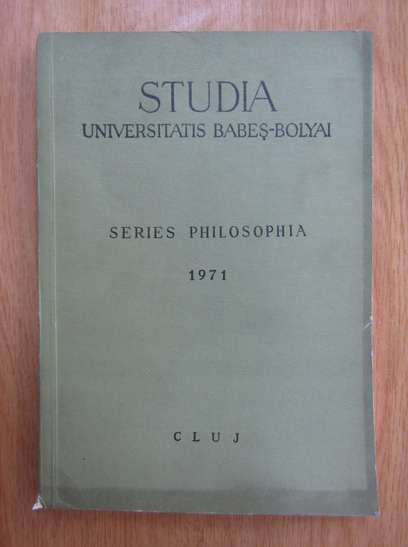 STUDIA
UNIVERSITATIS BABEŞ-BOLYAI
SERIES PHILOSOPHIA
1971
CLUJ